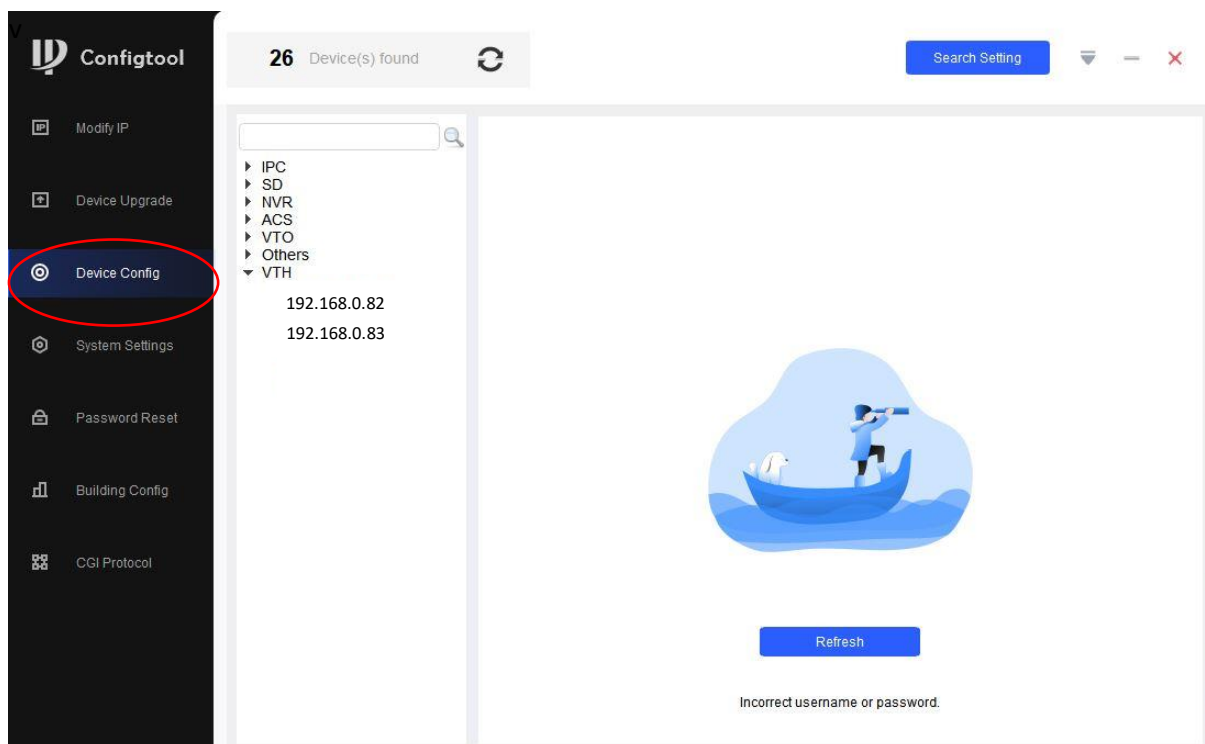 V
IP Configtool
26 Device(s) found
Search Setting
IP Modify IP
Device Upgrade
Device Config
System Settings
Password Reset
Building Config
CGI Protocol
IPC
SD
NVR
ACS
VTO
Others
VTH
192.168.0.82
192.168.0.83
Refresh
Incorrect username or password.